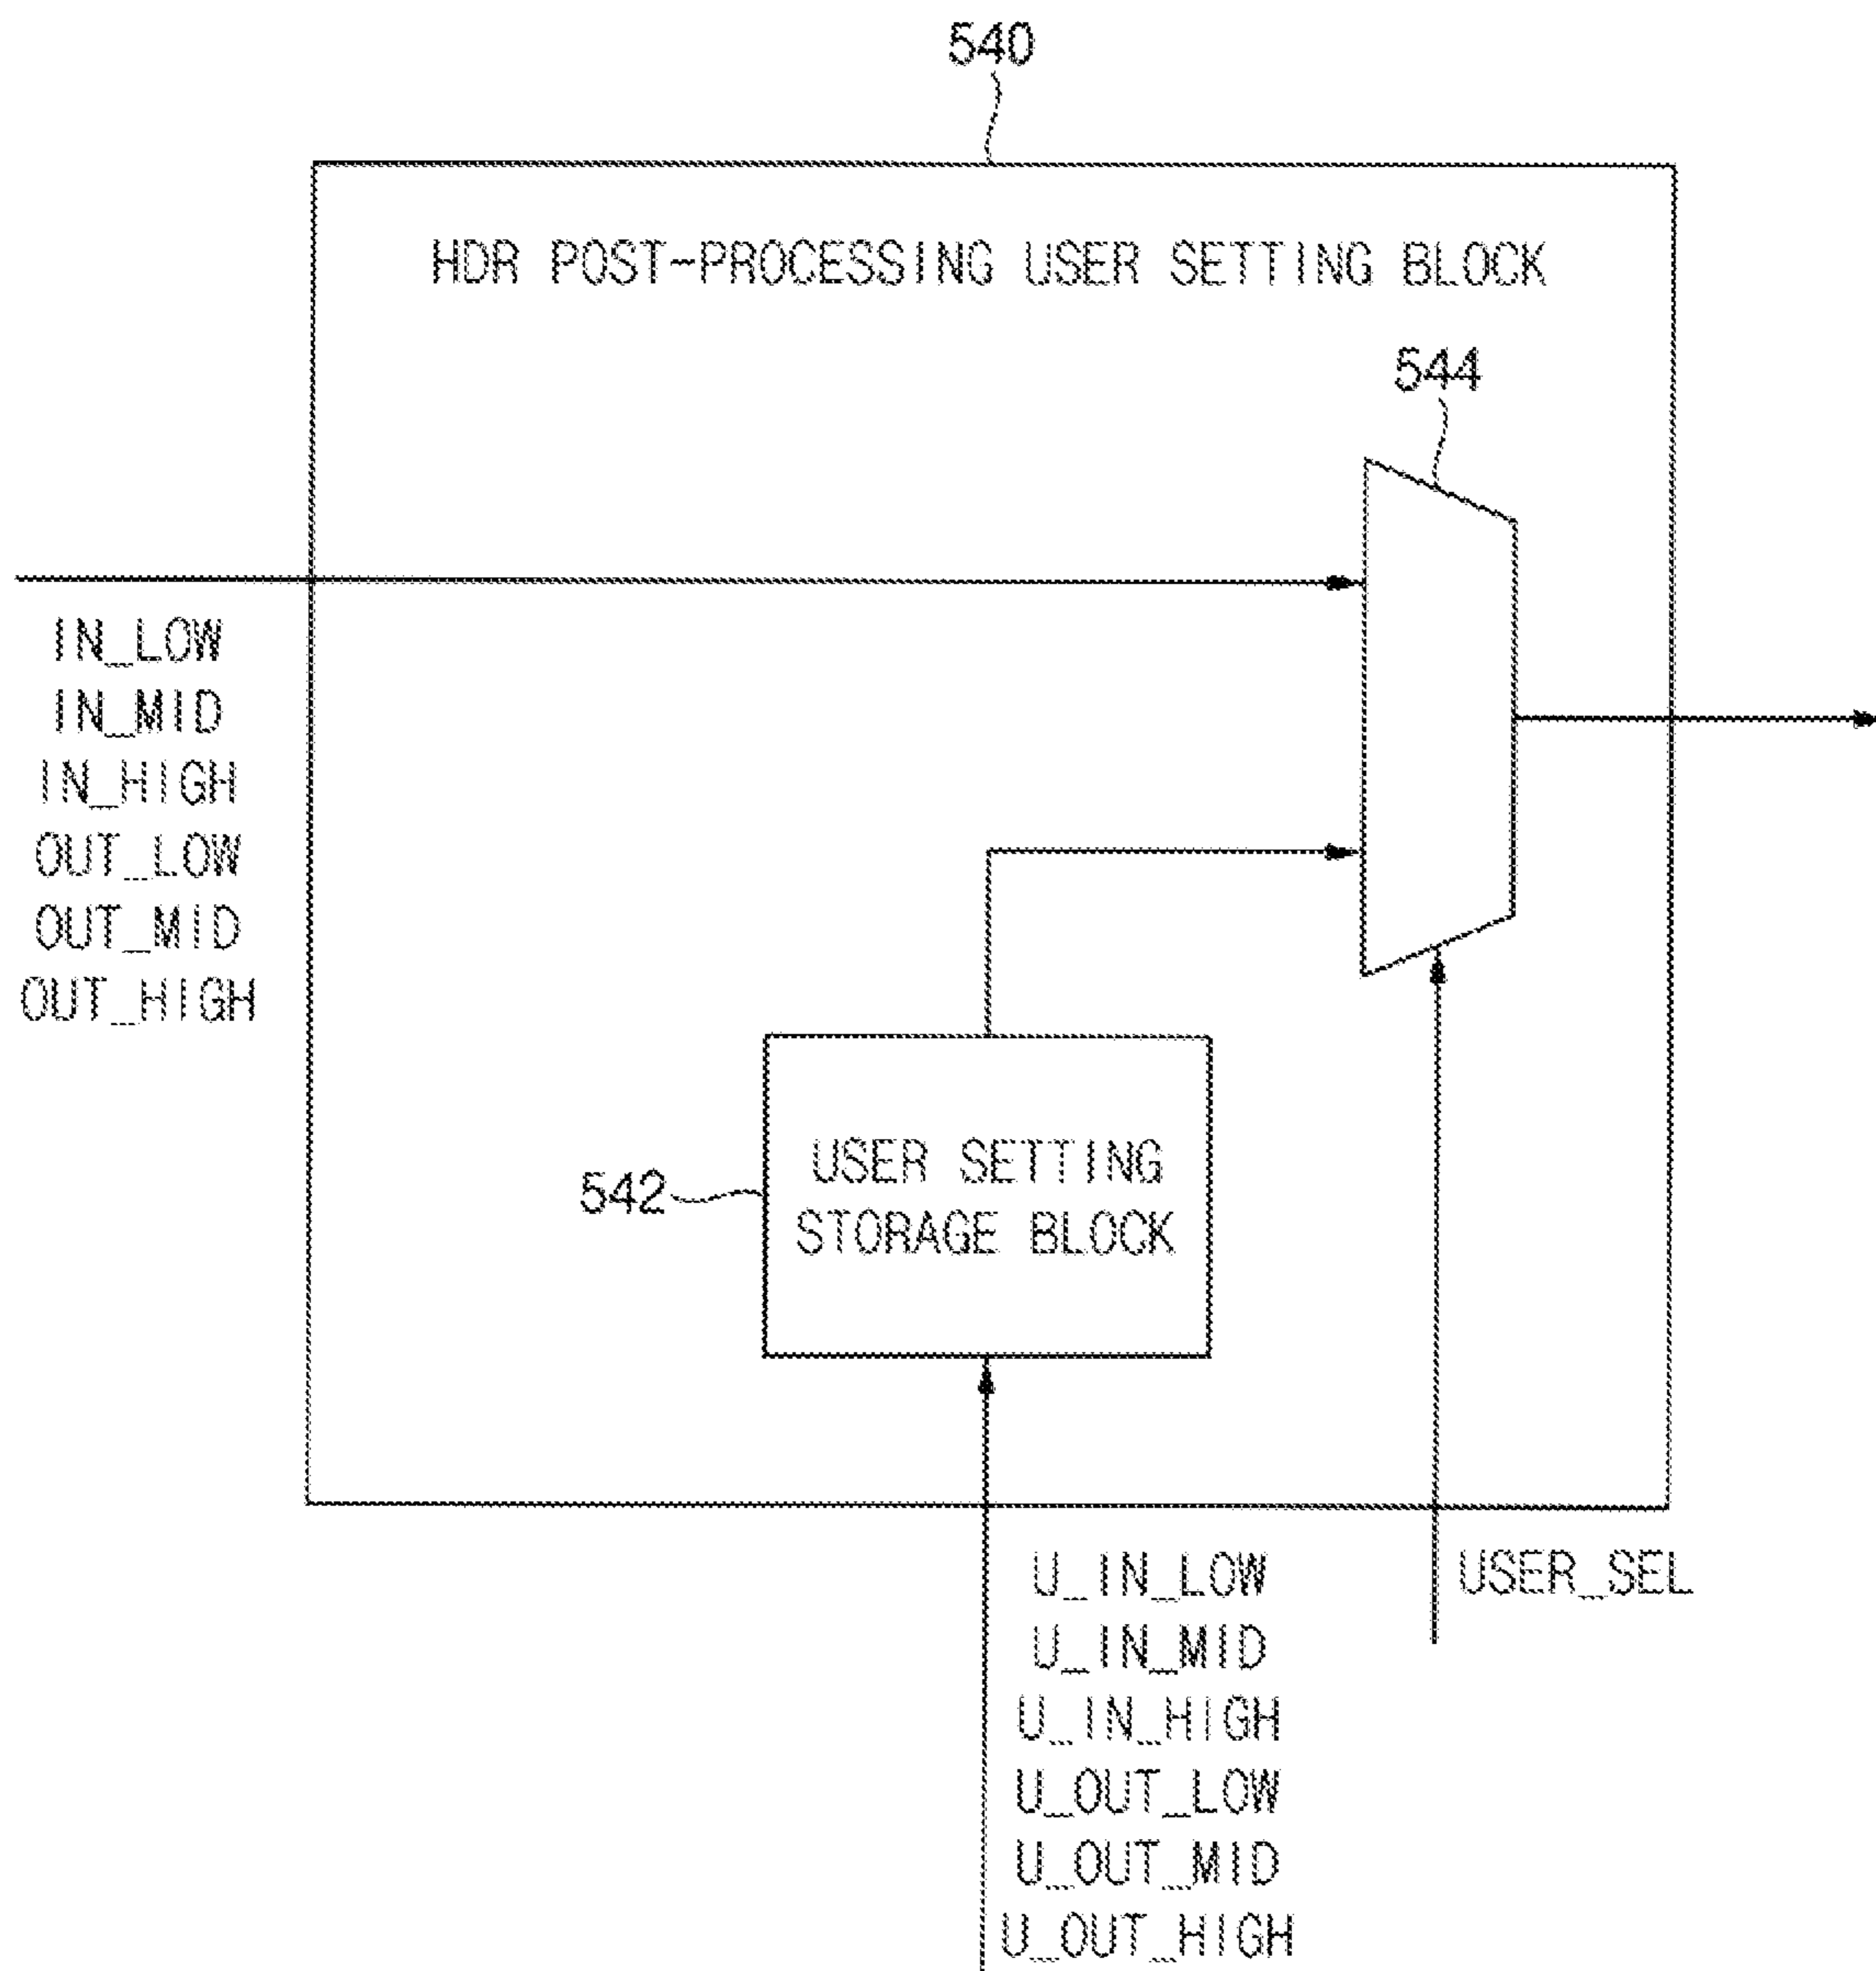 540
HDR POST-PROCESSING USER SETTING BLOCK
544
IN_LOW
IN_MID
IN_HIGH
OUT_LOW
OUT_MID
OUT_HIGH
542
USER SETTING
STORAGE BLOCK
U_IN_LOW
U_IN_MID
U_IN_HIGH
U_OUT_LOW
U_OUT_MID
U_OUT_HIGH
USER_SEL